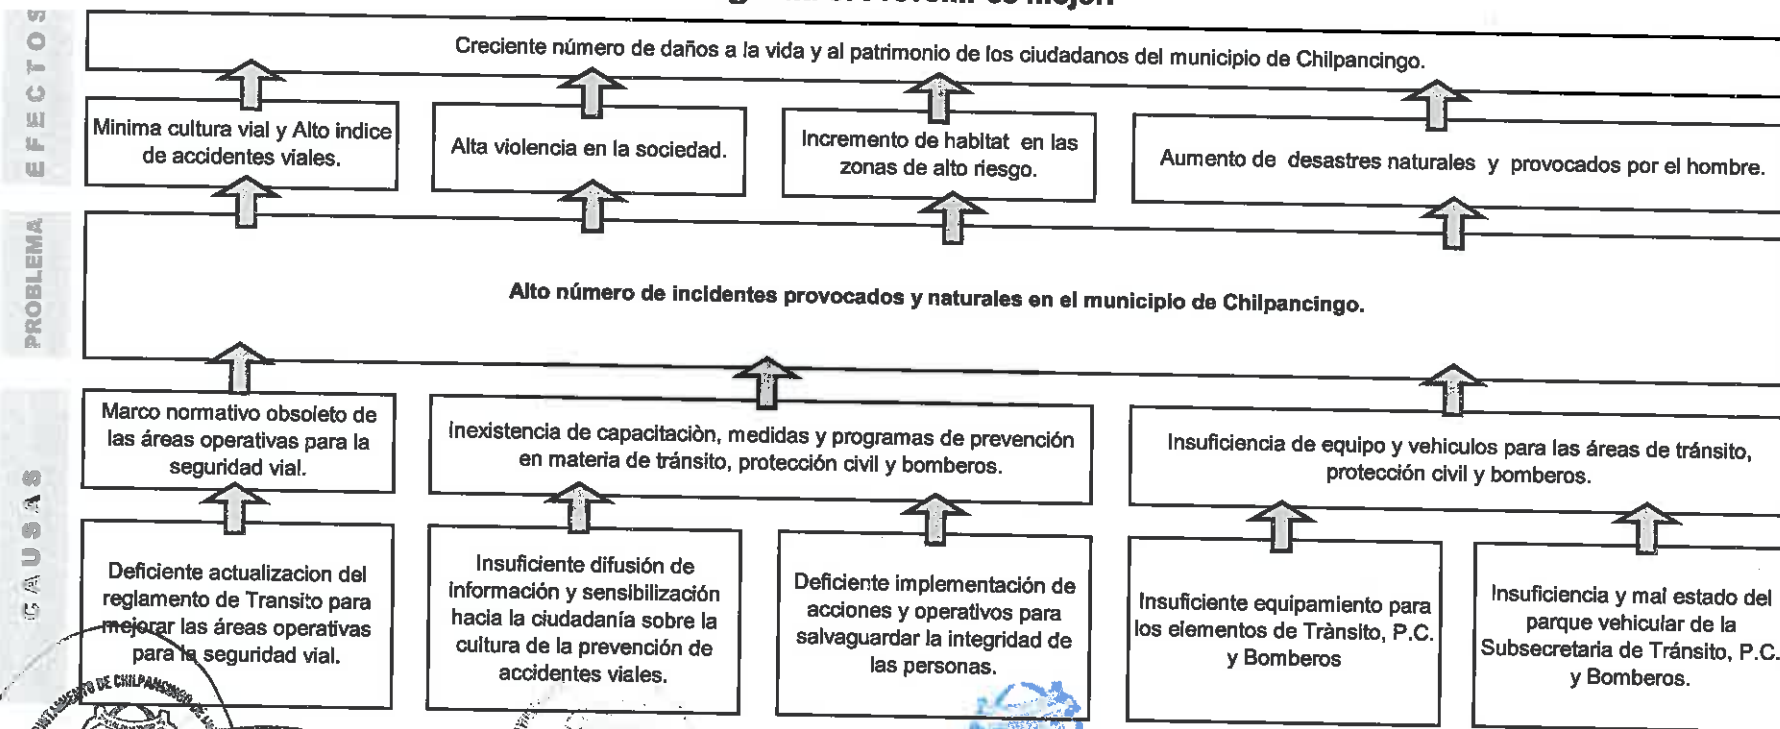 Prevenir es mejor.
EFECTOS
Creciente número de daños a la vida y al patrimonio de los ciudadanos del municipio de Chilpancingo.
Minima cultura vial y Alto indice
de accidentes viales.
Alta violencia en la sociedad.
Incremento de habitat en las
zonas de alto riesgo.
Aumento de desastres naturales y provocados por el hombre.
PROBLEMA
Alto número de incidentes provocados y naturales en el municipio de Chilpancingo.
CAUSAS
Marco normativo obsoleto de
las áreas operativas para la
seguridad vial.
Inexistencia de capacitaciòn, medidas y programas de prevención
en materia de tránsito, protección civil y bomberos.
Insuficiencia de equipo y vehiculos para las áreas de tránsito,
protección civil y bomberos.
Deficiente actualizacion del
reglamento de Transito para
mejorar las áreas operativas
para la seguridad vial.
Insuficiente difusión de
información y sensibilización
hacia la ciudadanía sobre la
cultura de la prevención de
accidentes viales.
Deficiente implementación de
acciones y operativos para
salvaguardar la integridad de
las personas.
Insuficiente equipamiento para
los elementos de Trànsito, P.C.
y Bomberos
Insuficiencia y mal estado del
parque vehicular de la
Subsecretaria de Tránsito, P.C.
y Bomberos.
DE CHILPANCINGO DE